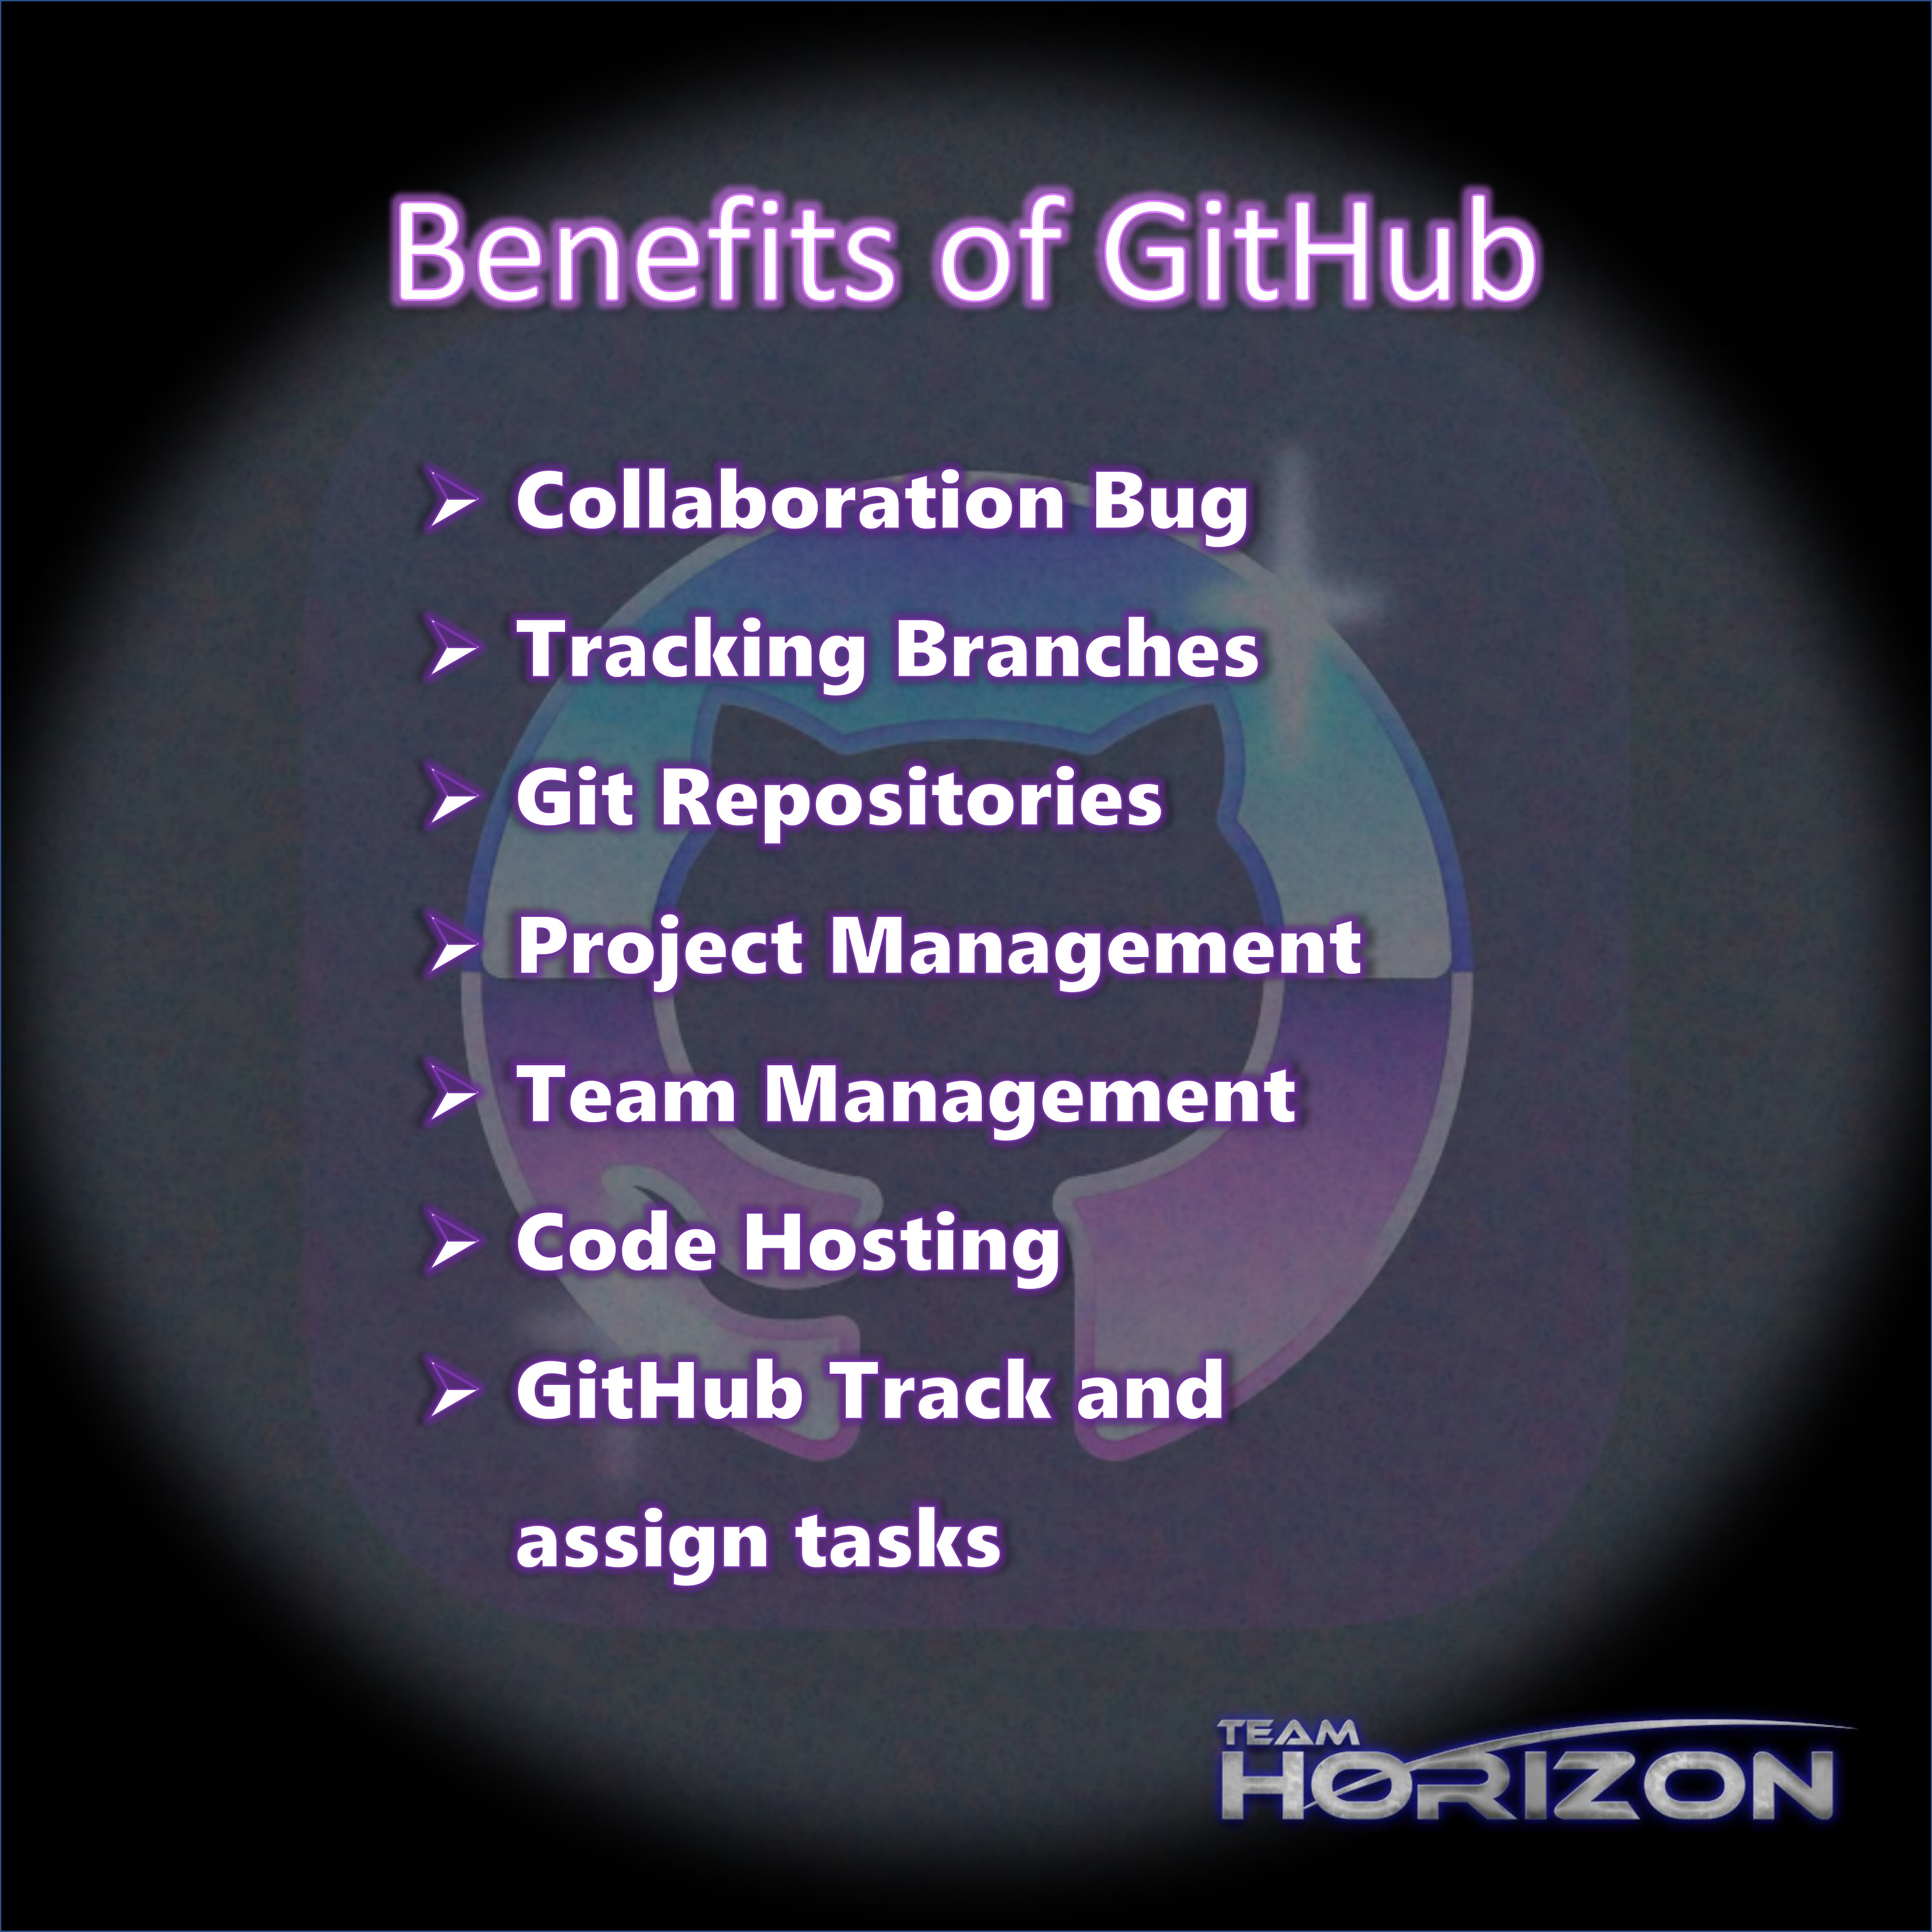 Benefits of GitHub
➢ Collaboration Bug
➢ Tracking Branches
➢ Git Repositories
➢ Project Management
➢ Team Management
➢ Code Hosting
➢ GitHub Track and
assign tasks
TEAM
HORIZON